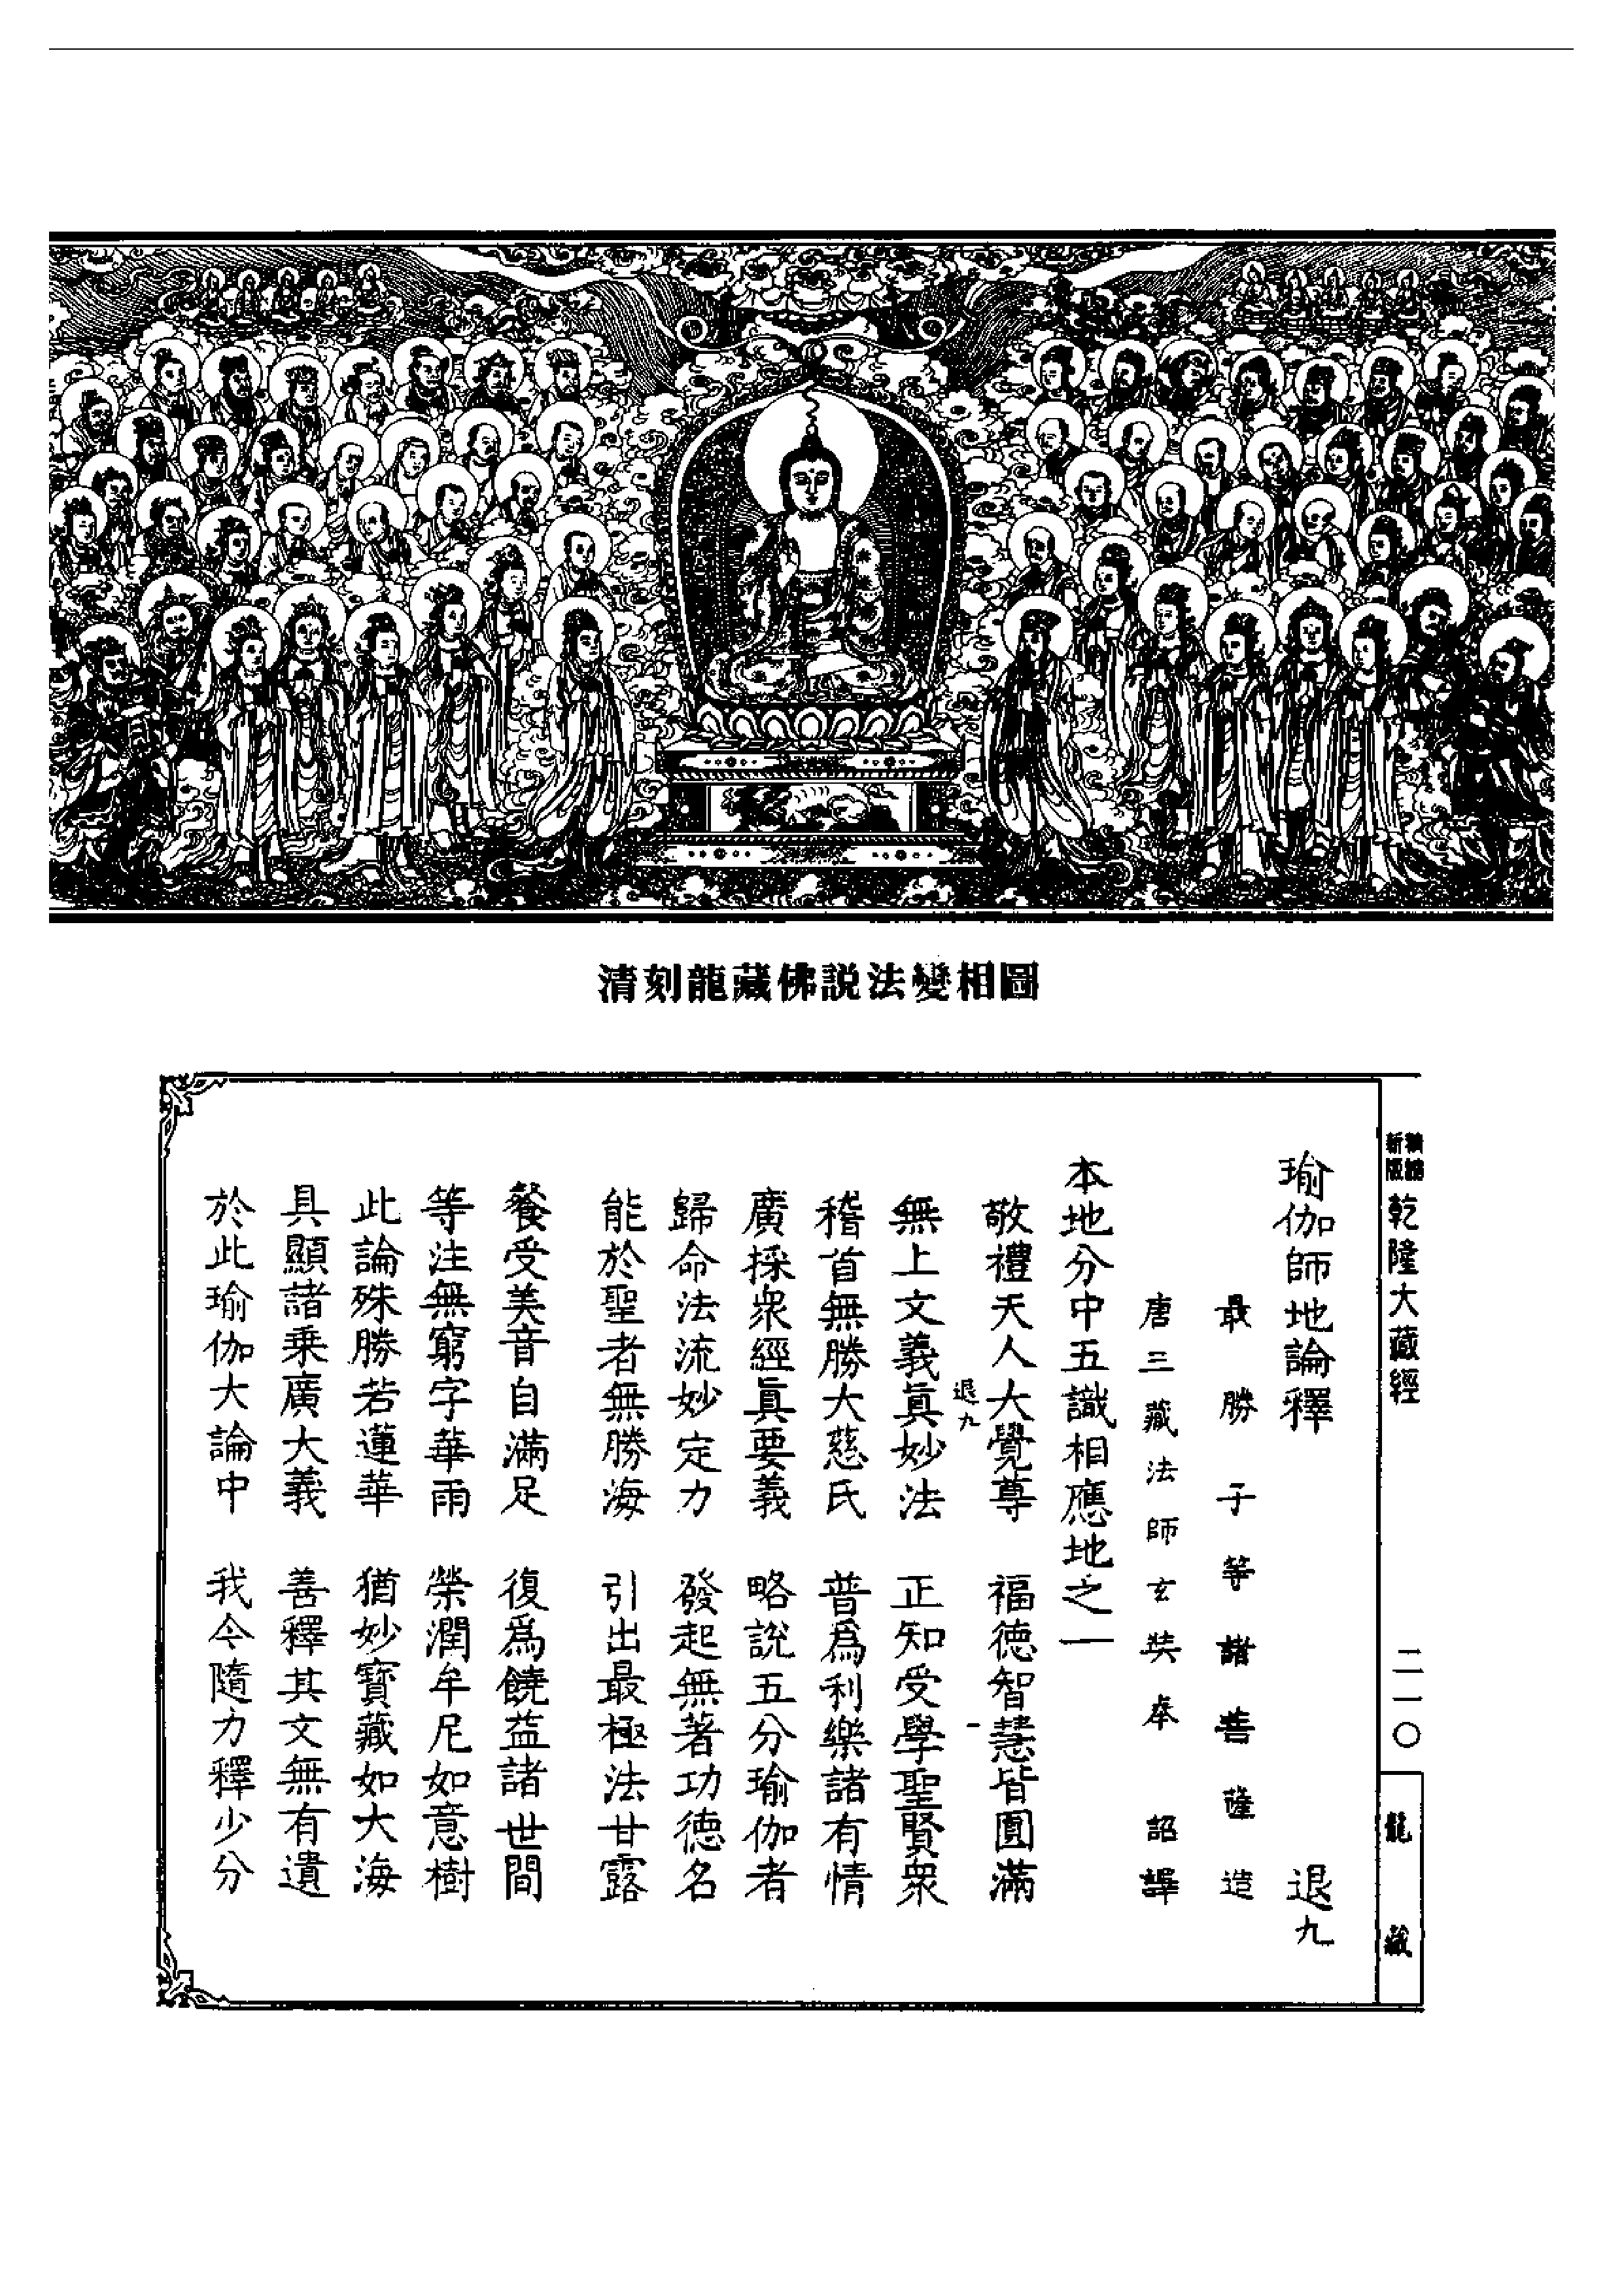 清刻龍藏佛説法變相圖
新版
乾隆大藏經
二一〇
龍藏
瑜伽師地論釋 退九
最勝子等諸菩薩造
唐三藏法師玄奘奉 詔譯
本地分中五識相應地之一
敬禮天人大覺尊 福德智慧皆圓滿
退九 一
無上文義眞妙法 正知受學聖賢衆
稽首無勝大慈氏 普爲利樂諸有情
廣採衆經眞要義 略說五分瑜伽者
歸命法流妙定力 發起無著功德名
能於聖者無勝海 引出最極法甘露
餐受美音自滿足 復爲饒益諸世間
等注無窮字華雨 榮潤牟尼如意樹
此論殊勝若蓮華 猶妙寶藏如大海
具顯諸乘廣大義 善釋其文無有遺
於此瑜伽大論中 我今隨力釋少分